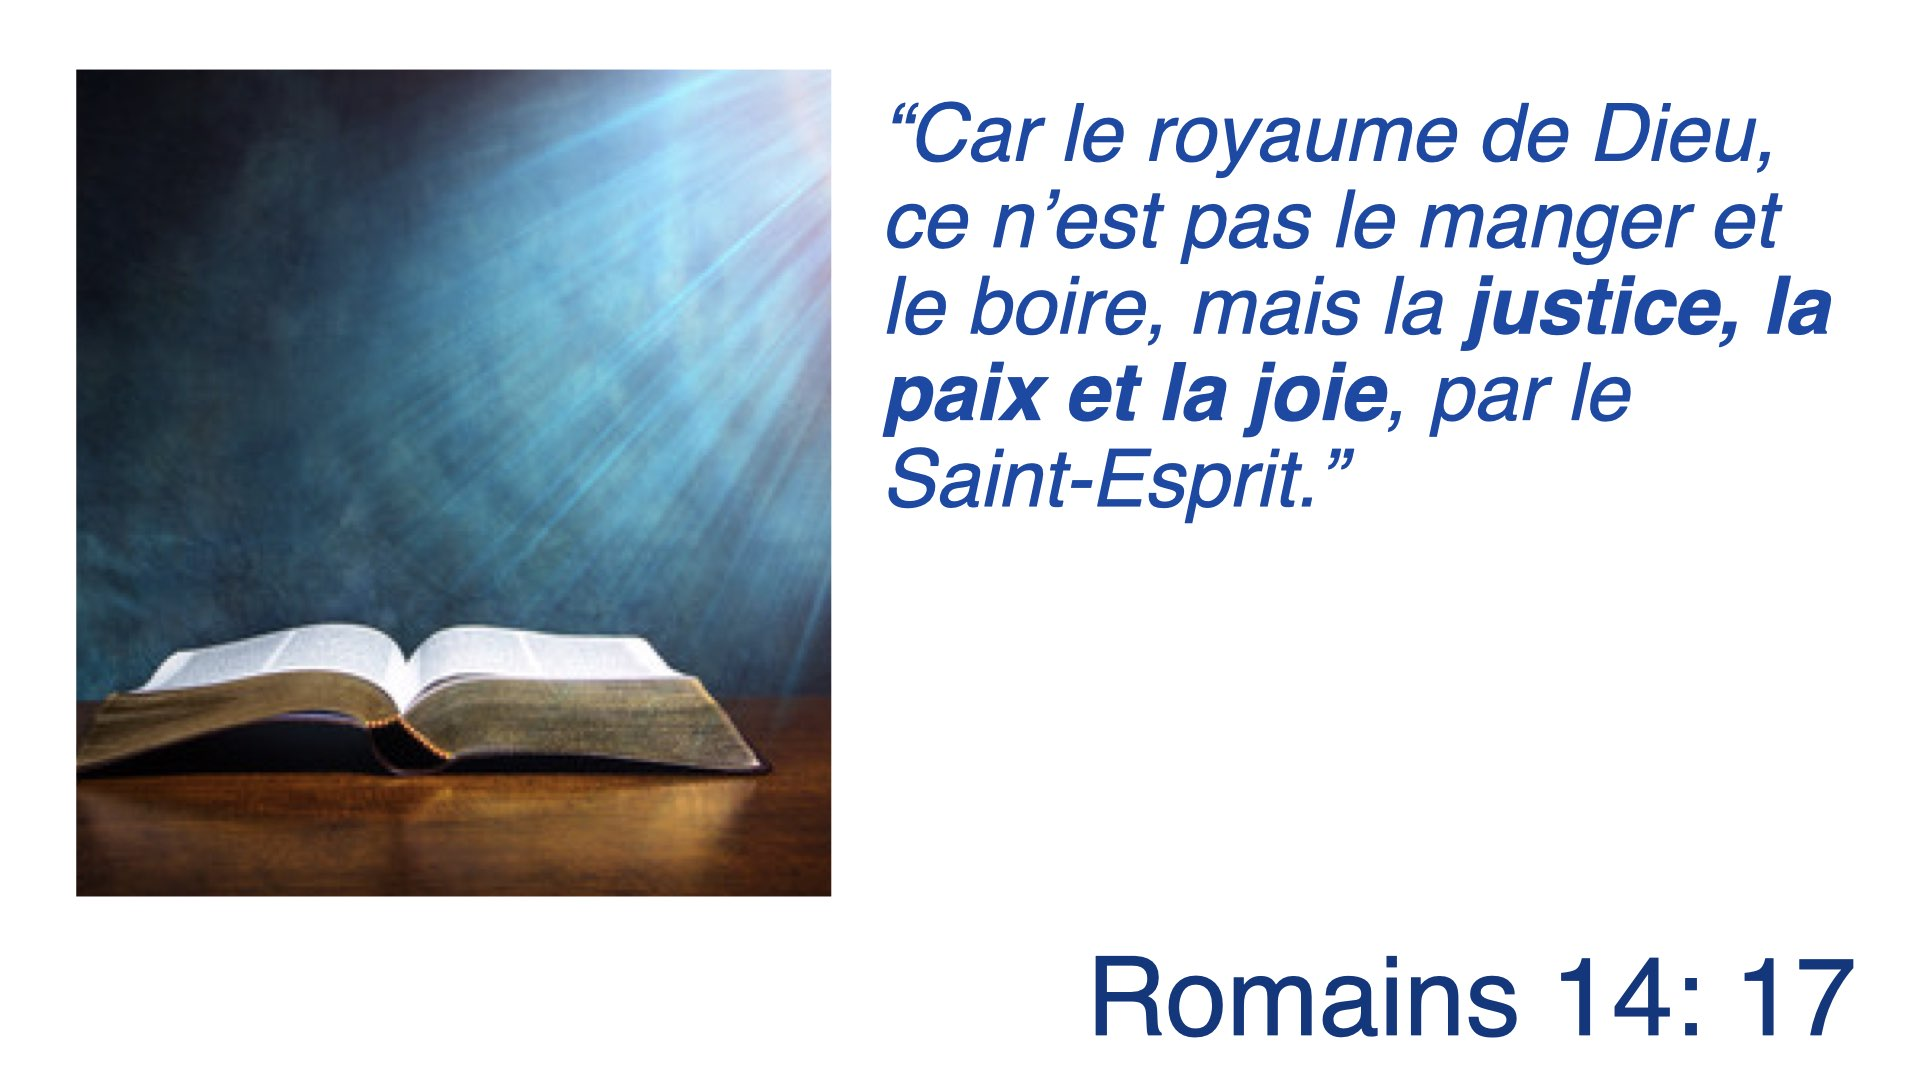 “Car le royaume de Dieu,
ce n’est pas le manger et
le boire, mais la justice, la
paix et la joie, par le
Saint-Esprit.”
Romains 14: 17